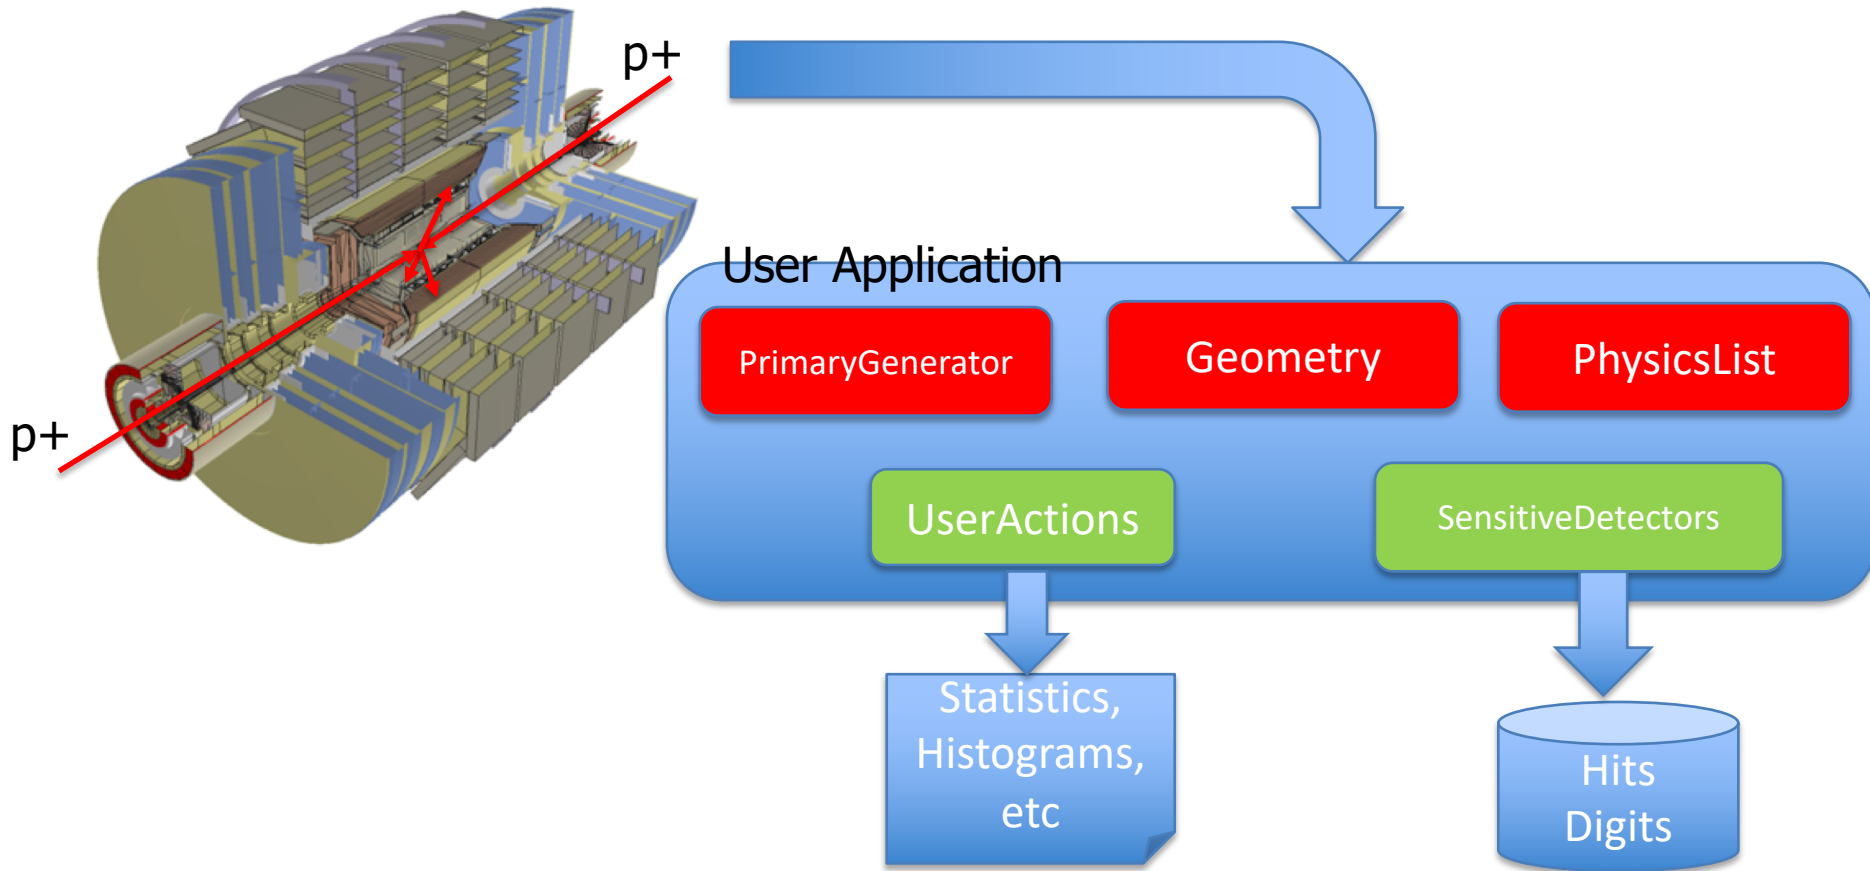 p+
p+
User Application
PrimaryGenerator
Geometry
PhysicsList
UserActions
SensitiveDetectors
Statistics,
Histograms,
etc
Hits
Digits